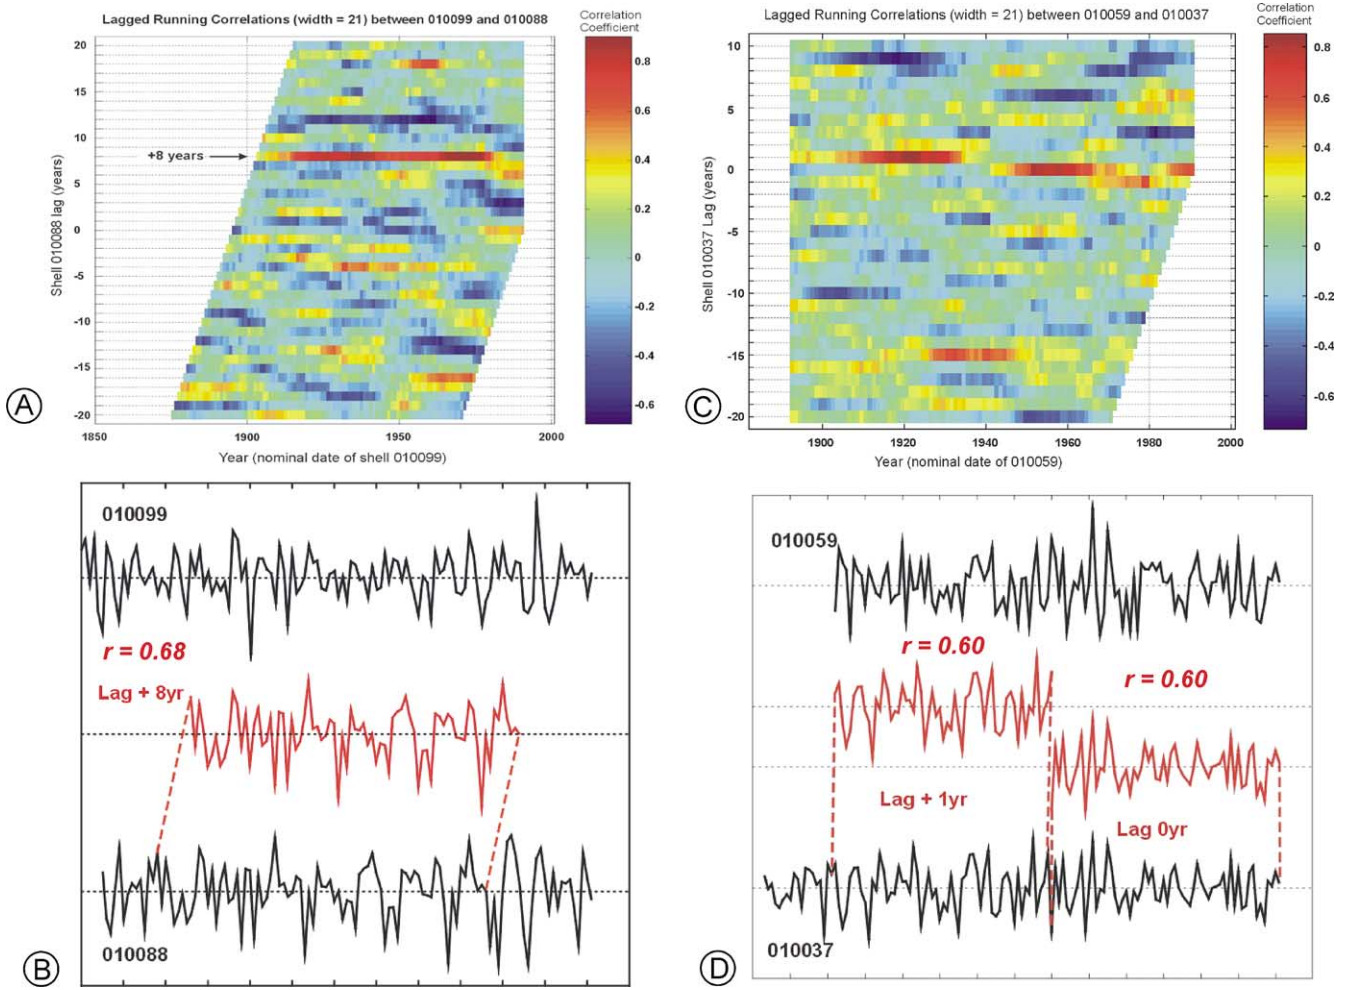 Lagged Running Correlations (width = 21) between 010099 and 010088
Correlation
Coefficient
20
15
10
5
0
-5
-10
-15
-20
+8 years
Shell 010088 lag (years)
1850
1900
1950
2000
Year (nominal date of shell 010099)
0.8
0.6
0.4
0.2
0
-0.2
-0.4
-0.6
A
Lagged Running Correlations (width = 21) between 010059 and 010037
Correlation
Coefficient
10
5
0
-5
-10
-15
-20
Shell 010037 Lag (years)
1900
1920
1940
1960
1980
2000
Year (nominal date of 010059)
0.8
0.6
0.4
0.2
0
-0.2
-0.4
-0.6
C
010099
r = 0.68
Lag + 8yr
010088
B
010059
r = 0.60
r = 0.60
Lag + 1yr
Lag 0yr
010037
D